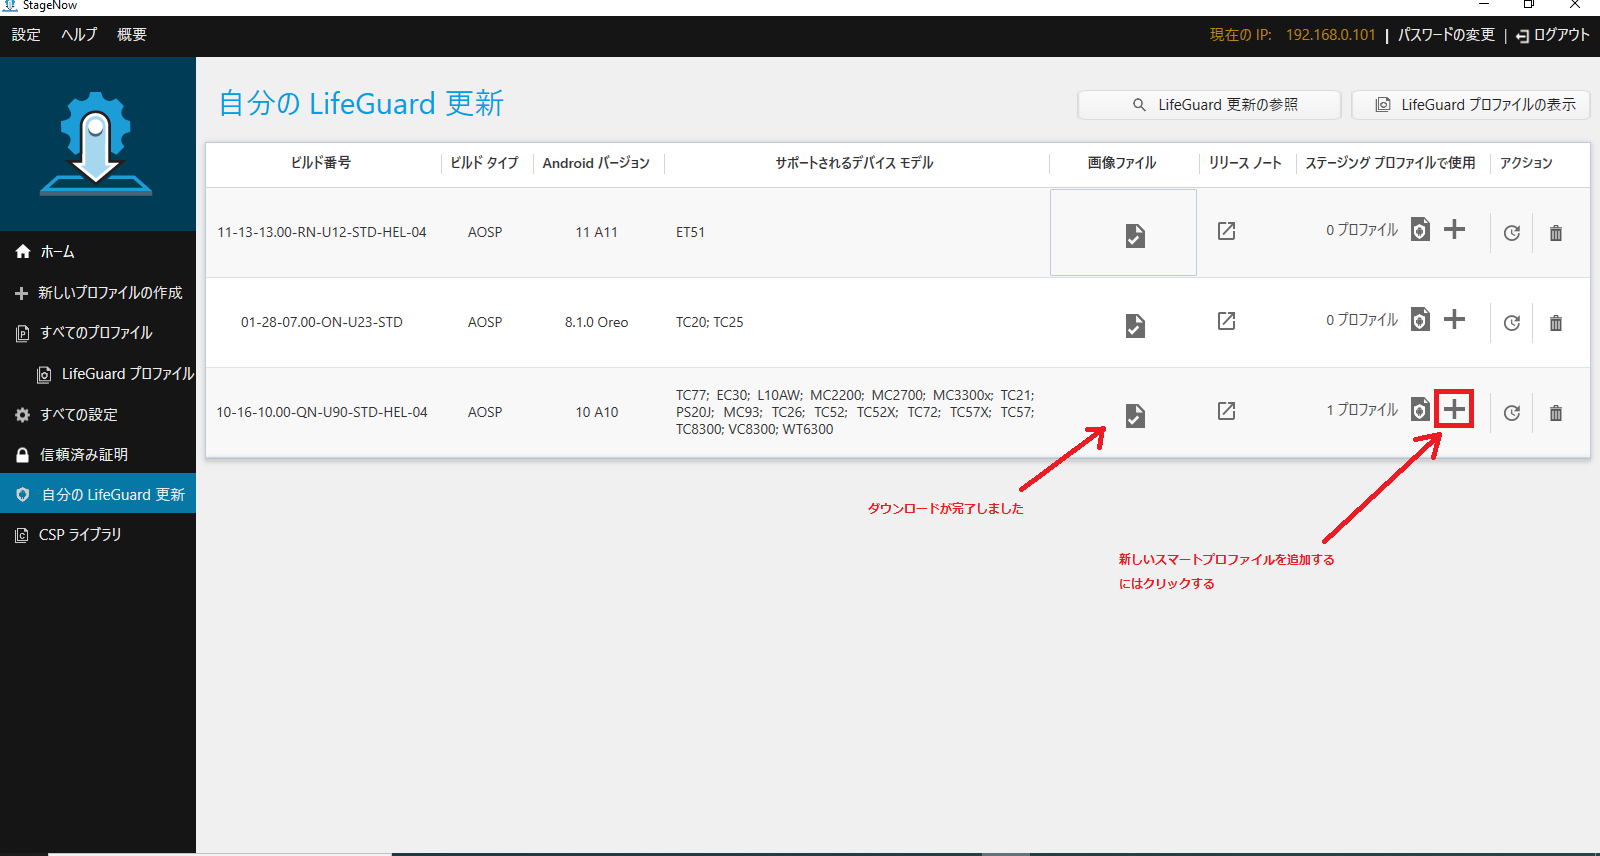 StageNow
設定 ヘルプ 概要
現在の IP: 192.168.0.101 | パスワードの変更 | ログアウト
自分の LifeGuard 更新
LifeGuard 更新の参照
LifeGuard プロファイルの表示
ホーム
新しいプロファイルの作成
すべてのプロファイル
LifeGuard プロファイル
すべての設定
信頼済み証明
自分の LifeGuard 更新
CSP ライブラリ
ビルド番号 ビルド タイプ Android バージョン サポートされるデバイス モデル 画像ファイル リリース ノート ステージング プロファイルで使用 アクション
11-13-13.00-RN-U12-STD-HEL-04 AOSP 11 A11 ET51 0 プロファイル
01-28-07.00-ON-U23-STD AOSP 8.1.0 Oreo TC20; TC25 0 プロファイル
10-16-10.00-QN-U90-STD-HEL-04 AOSP 10 A10
TC77; EC30; L10AW; MC2200; MC2700; MC3300x; TC21;
PS20J; MC93; TC26; TC52; TC52X; TC72; TC57X; TC57;
TC8300; VC8300; WT6300
1 プロファイル
ダウンロードが完了しました
新しいスマートプロファイルを追加する
にはクリックする